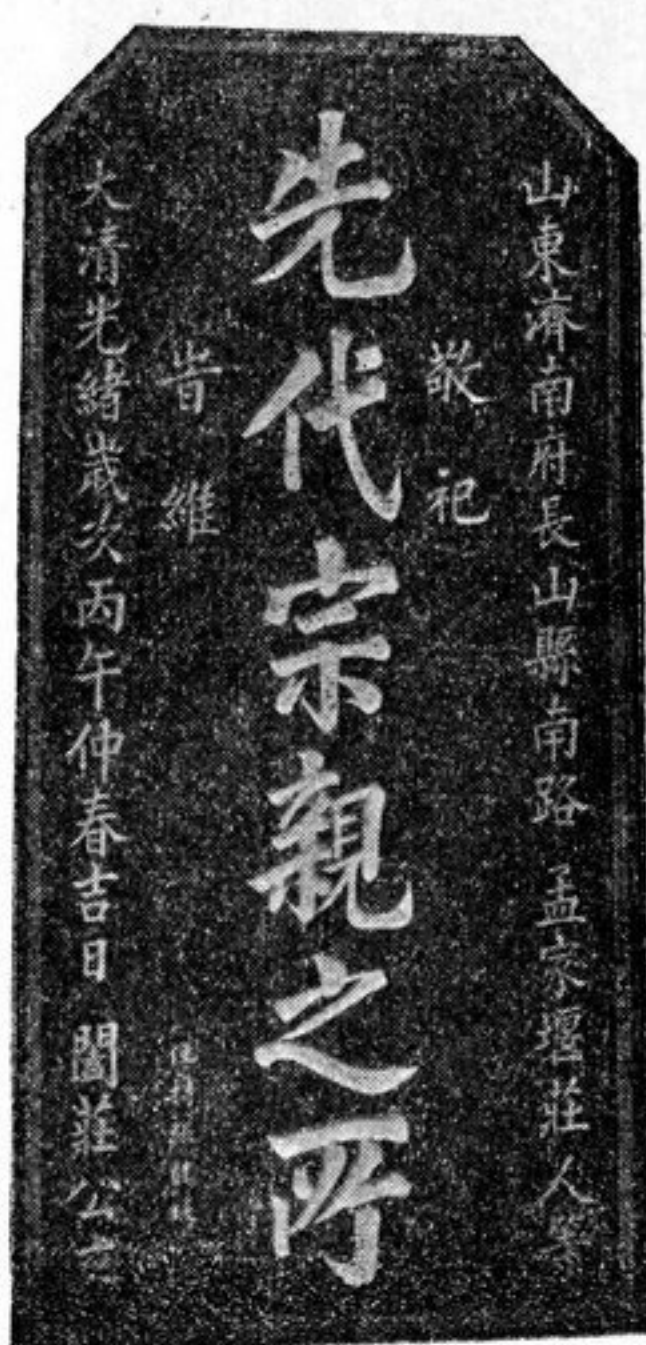 山東濟南府長山縣南路 孟家堰莊人等
敬祀
先代宗親之所
旹維
大清光緒歲次丙午仲春吉日 闔莊公立